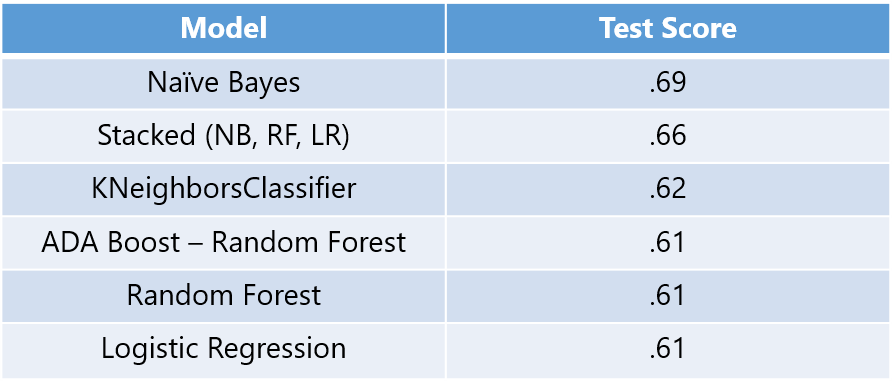 Model Test Score
Naïve Bayes .69
Stacked (NB, RF, LR) .66
KNeighborsClassifier .62
ADA Boost – Random Forest .61
Random Forest .61
Logistic Regression .61